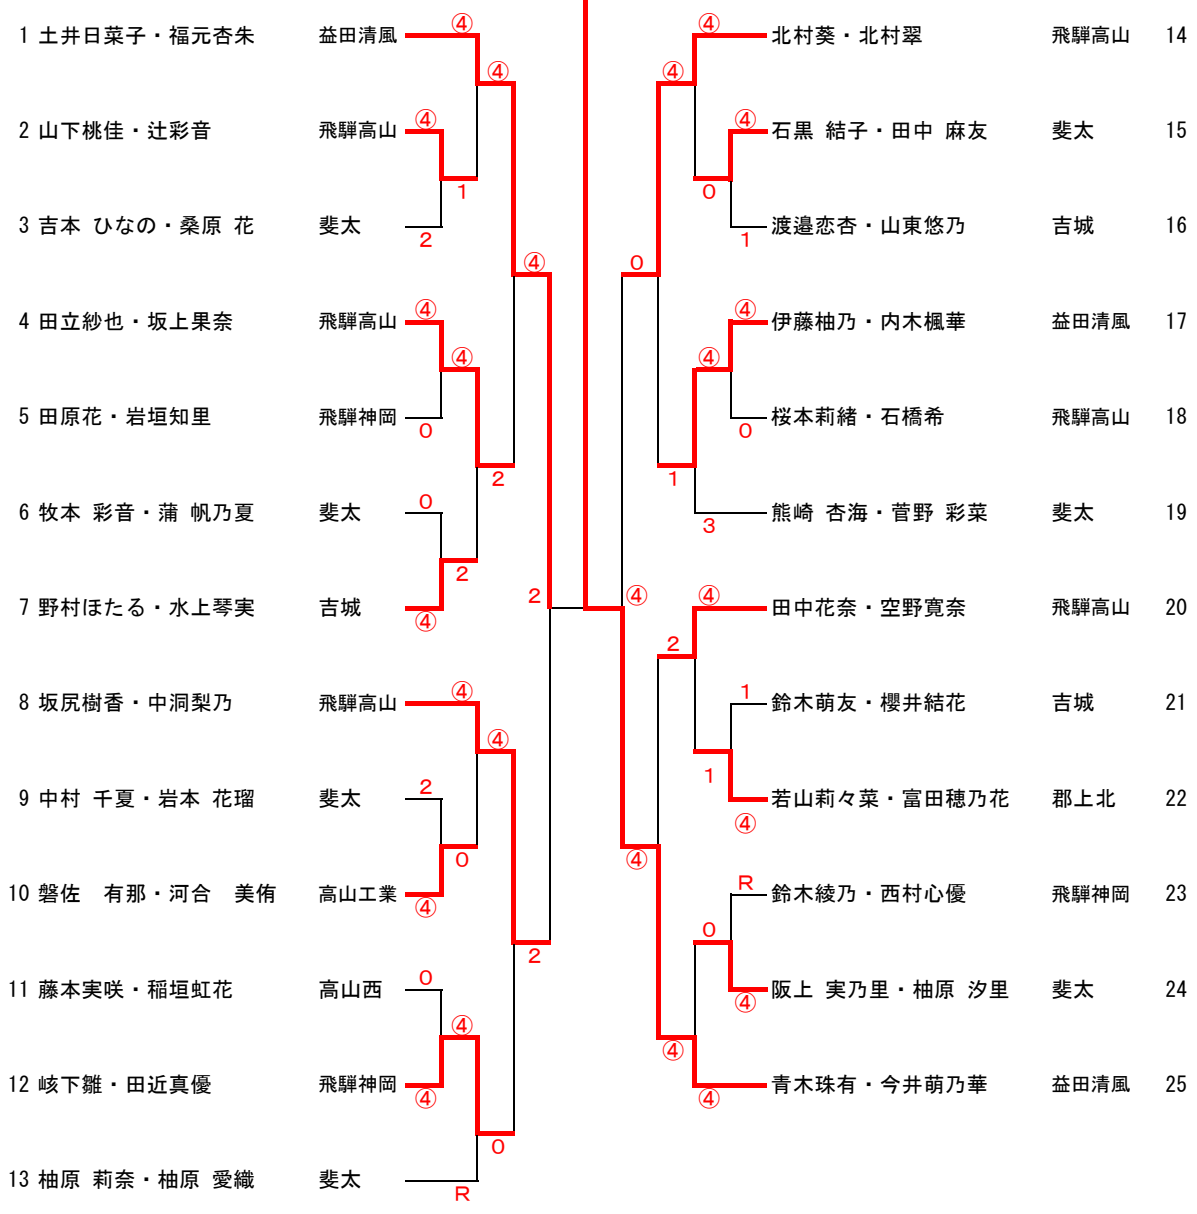 1 土井日菜子・福元杏朱 益田清風 ④
④
2 山下桃佳・辻彩音 飛騨高山 ④
1
3 吉本 ひなの・桑原 花 斐太 2
④
4 田立紗也・坂上果奈 飛騨高山 ④
④
5 田原花・岩垣知里 飛騨神岡 0
2
6 牧本 彩音・蒲 帆乃夏 斐太 0
2
7 野村ほたる・水上琴実 吉城 ④
2
8 坂尻樹香・中洞梨乃 飛騨高山 ④
④
9 中村 千夏・岩本 花瑠 斐太 2
0
10 磐佐 有那・河合 美侑 高山工業 ④
2
11 藤本実咲・稲垣虹花 高山西 0
④
12 岐下雛・田近真優 飛騨神岡 ④
0
13 柚原 莉奈・柚原 愛織 斐太 R
④ 北村葵・北村翠 飛騨高山 14
④
④ 石黒 結子・田中 麻友 斐太 15
0
1 渡邉恋杏・山東悠乃 吉城 16
0
④ 伊藤柚乃・内木楓華 益田清風 17
④
0 桜本莉緒・石橋希 飛騨高山 18
1
3 熊崎 杏海・菅野 彩菜 斐太 19
④
④ 田中花奈・空野寛奈 飛騨高山 20
2
1 鈴木萌友・櫻井結花 吉城 21
1
④ 若山莉々菜・富田穂乃花 郡上北 22
④
R 鈴木綾乃・西村心優 飛騨神岡 23
0
④ 阪上 実乃里・柚原 汐里 斐太 24
④
④ 青木珠有・今井萌乃華 益田清風 25